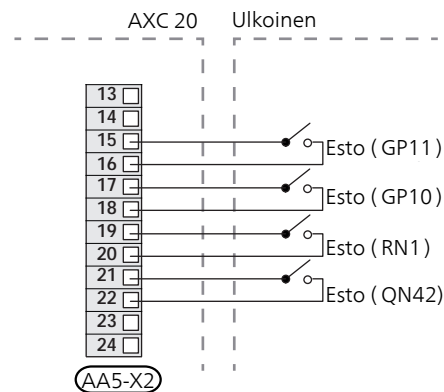 AXC 20 Ulkoinen
13
14
15
16
Esto ( GP11 )
17
18
Esto ( GP10 )
19
20
Esto ( RN1 )
21
22
Esto ( QN42)
23
24
AA5-X2